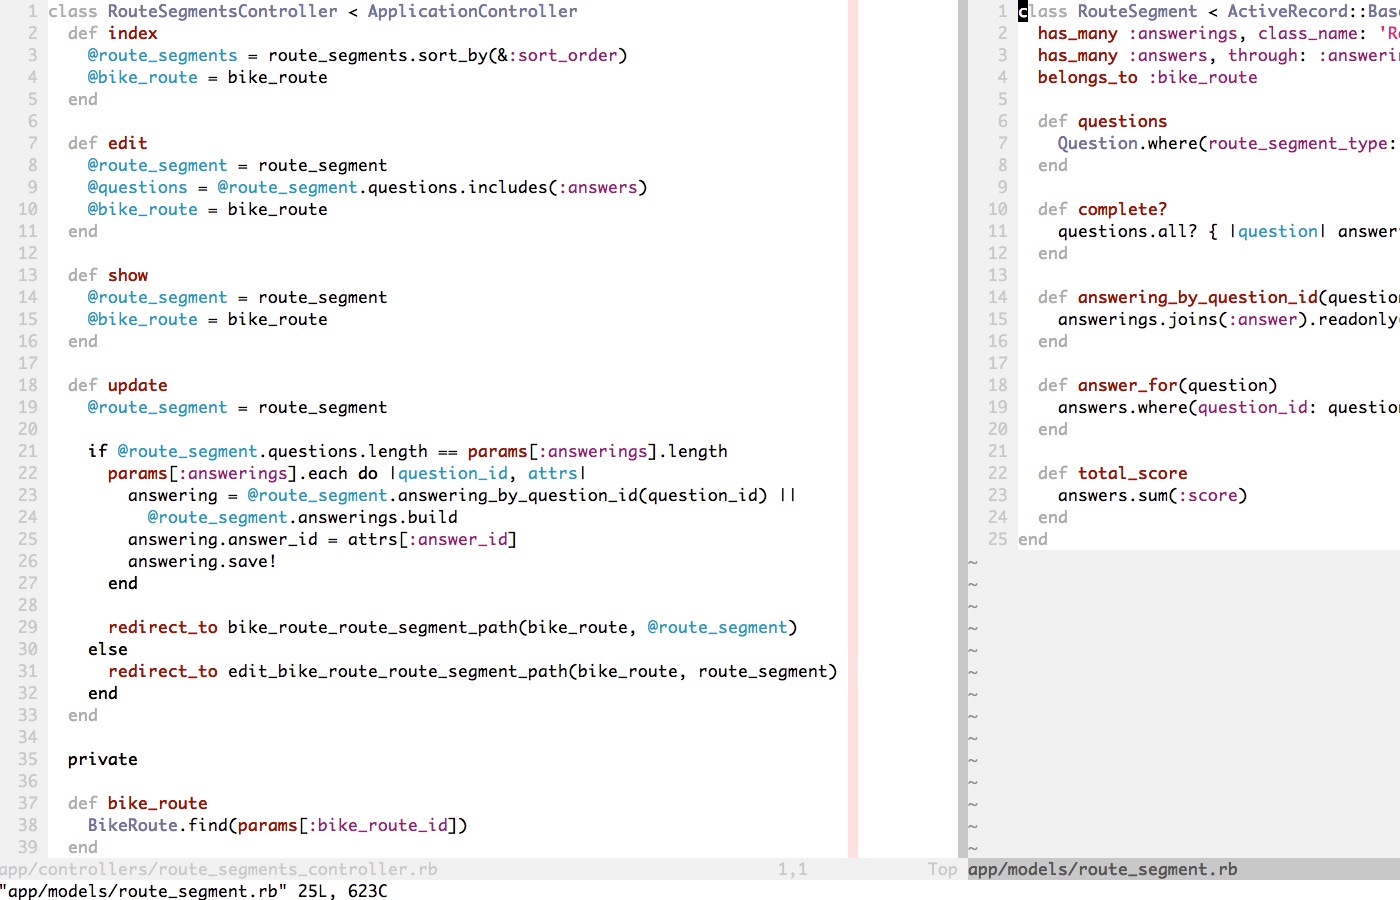 1 class RouteSegmentsController < ApplicationController
2   def index
3     @route_segments = route_segments.sort_by(&:sort_order)
4     @bike_route = bike_route
5   end
6
7   def edit
8     @route_segment = route_segment
9     @questions = @route_segment.questions.includes(:answers)
10     @bike_route = bike_route
11   end
12
13   def show
14     @route_segment = route_segment
15     @bike_route = bike_route
16   end
17
18   def update
19     @route_segment = route_segment
20
21     if @route_segment.questions.length == params[:answerings].length
22       params[:answerings].each do |question_id, attrs|
23         answering = @route_segment.answering_by_question_id(question_id) ||
24           @route_segment.answerings.build
25         answering.answer_id = attrs[:answer_id]
26         answering.save!
27       end
28
29       redirect_to bike_route_route_segment_path(bike_route, @route_segment)
30     else
31       redirect_to edit_bike_route_route_segment_path(bike_route, route_segment)
32     end
33   end
34
35   private
36
37   def bike_route
38     BikeRoute.find(params[:bike_route_id])
39   end
app/controllers/route_segments_controller.rb 1,1 Top
1 class RouteSegment < ActiveRecord::Bas
2   has_many :answerings, class_name: 'R
3   has_many :answers, through: :answeri
4   belongs_to :bike_route
5
6   def questions
7     Question.where(route_segment_type:
8   end
9
10   def complete?
11     questions.all? { |question| answer
12   end
13
14   def answering_by_question_id(questio
15     answerings.joins(:answer).readonly
16   end
17
18   def answer_for(question)
19     answers.where(question_id: questio
20   end
21
22   def total_score
23     answers.sum(:score)
24   end
25 end
~
~
~
~
~
~
~
~
~
~
~
~
~
~
app/models/route_segment.rb
"app/models/route_segment.rb" 25L, 623C